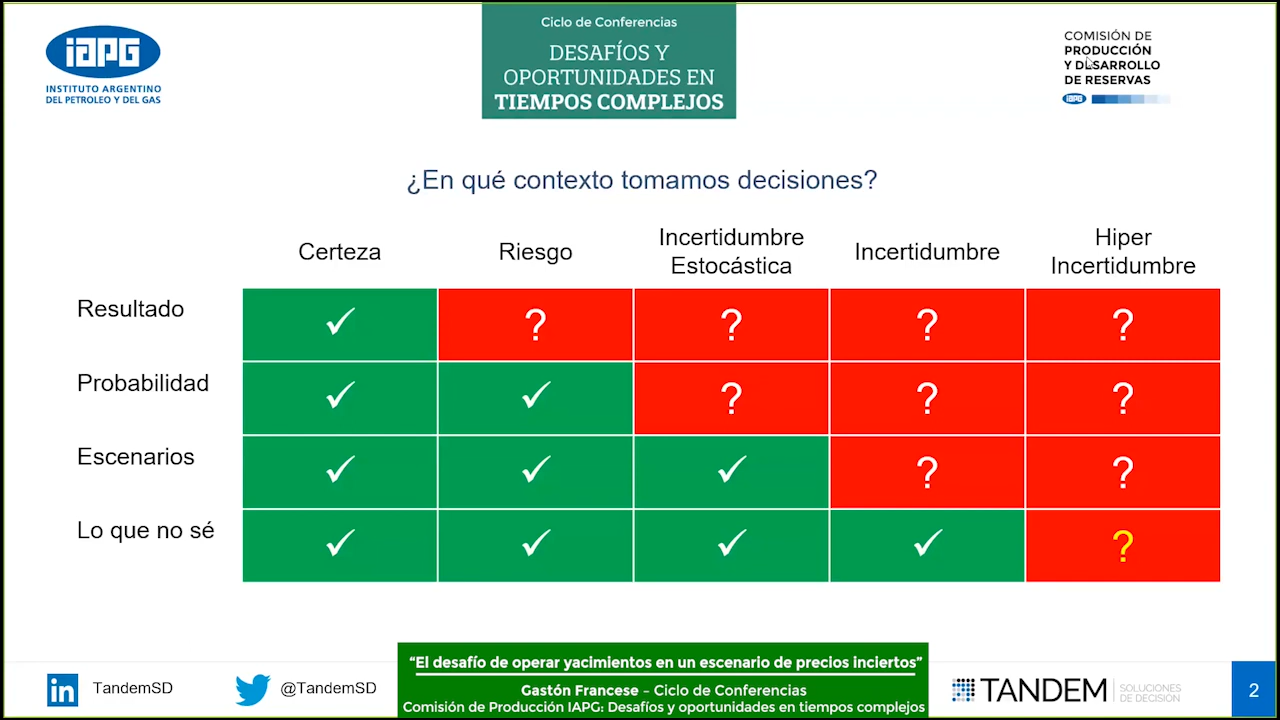 iAPG
INSTITUTO ARGENTINO
DEL PETROLEO Y DEL GAS
Ciclo de Conferencias
DESAFÍOS Y
OPORTUNIDADES EN
TIEMPOS COMPLEJOS
COMISIÓN DE
PRODUCCIÓN
Y DESARROLLO
DE RESERVAS
iAPG
¿En qué contexto tomamos decisiones?
Certeza
Riesgo
Incertidumbre
Estocástica
Incertidumbre
Hiper
Incertidumbre
Resultado ✓ ? ? ? ?
Probabilidad ✓ ✓ ? ? ?
Escenarios ✓ ✓ ✓ ? ?
Lo que no sé ✓ ✓ ✓ ✓ ?
in TandemSD
@TandemSD
“El desafío de operar yacimientos en un escenario de precios inciertos”
Gastón Francese – Ciclo de Conferencias
Comisión de Producción IAPG: Desafíos y oportunidades en tiempos complejos
TANDEM
SOLUCIONES
DE DECISIÓN
2